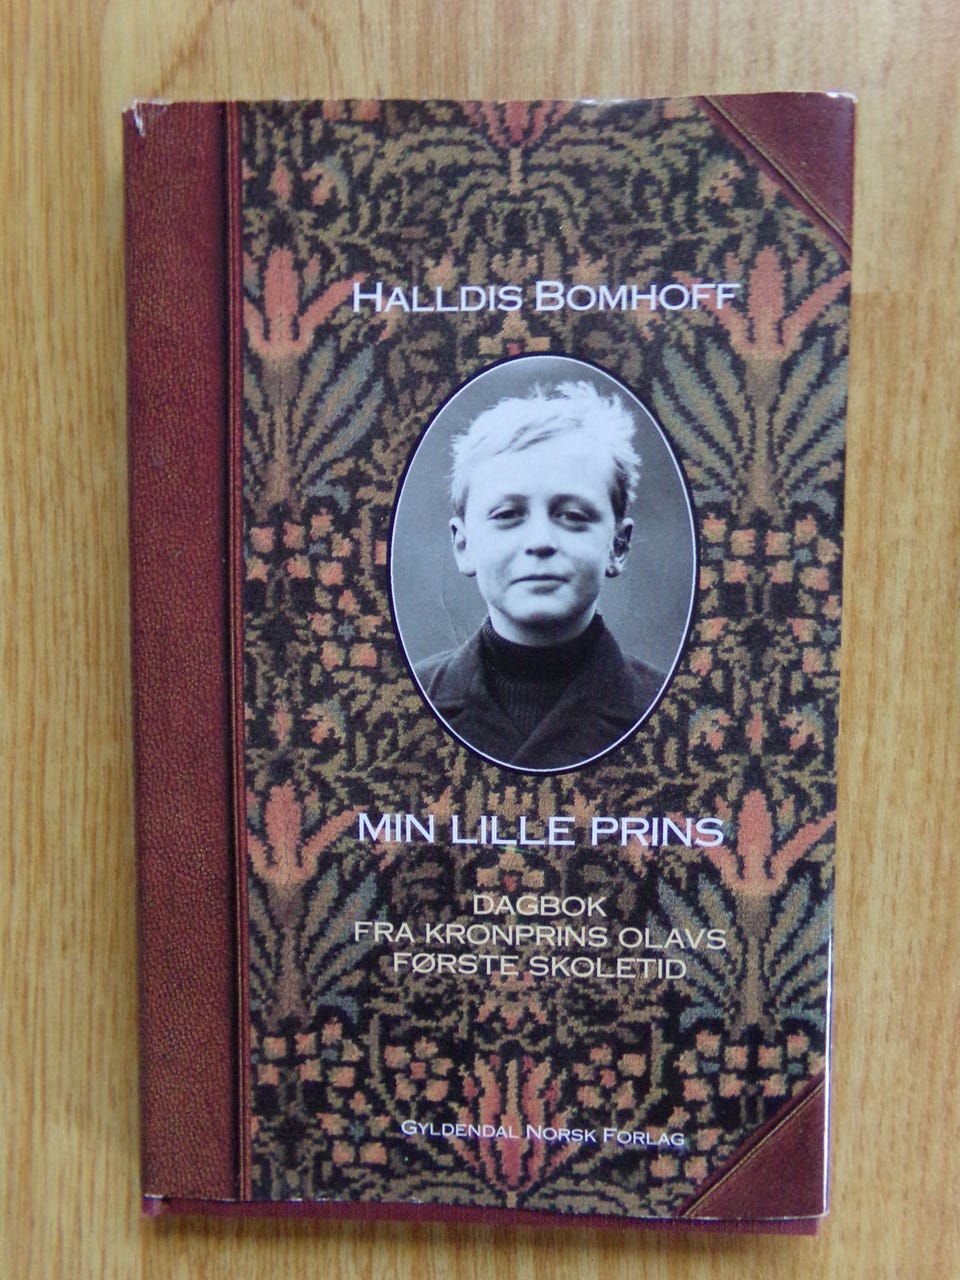 HALLDIS BOMHOFF
MIN LILLE PRINS
DAGBOK
FRA KRONPRINS OLAVS
FØRSTE SKOLETID
GYLDENDAL NORSK FORLAG